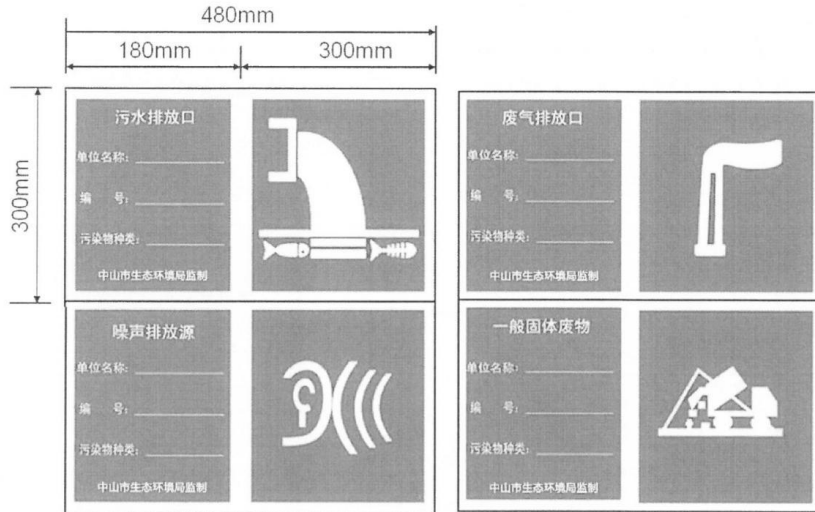 480mm
180mm
300mm
300mm
污水排放口
单位名称：
编　号：
污染物种类：
中山市生态环境局监制
废气排放口
单位名称：
编　号：
污染物种类：
中山市生态环境局监制
噪声排放源
单位名称：
编　号：
污染物种类：
中山市生态环境局监制
一般固体废物
单位名称：
编　号：
污染物种类：
中山市生态环境局监制